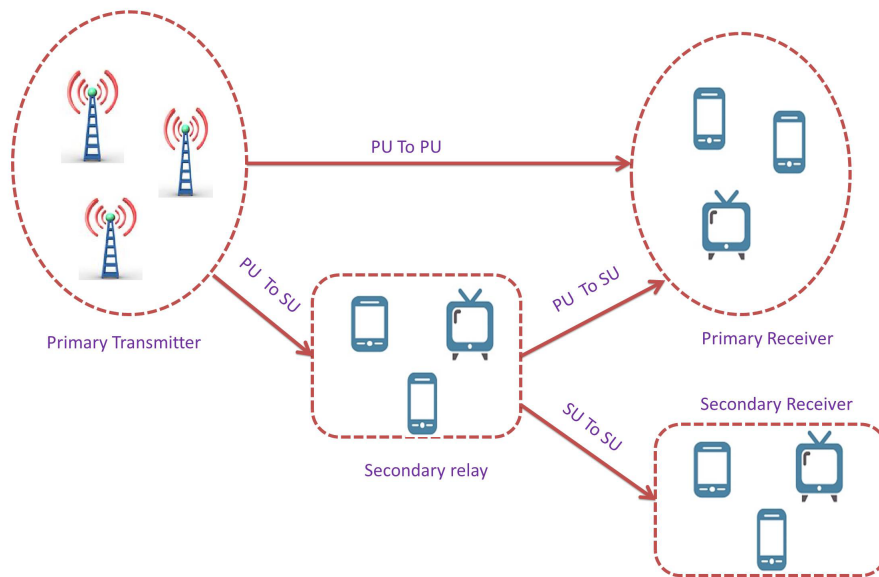 PU To PU
PU To SU
PU To SU
Primary Transmitter
Primary Receiver
SU To SU
Secondary Receiver
Secondary relay